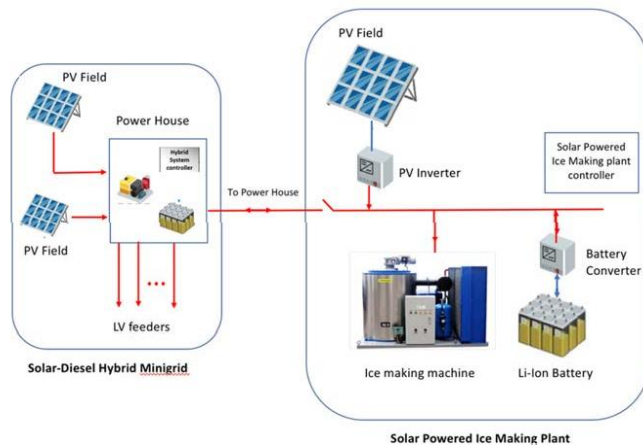 PV Field
PV Field
Power House
Hybrid
System
controller
Solar Powered
Ice Making plant
controller
PV Inverter
To Power House
PV Field
Battery
Converter
LV feeders
Ice making machine
Li-Ion Battery
Solar-Diesel Hybrid Minigrid
Solar Powered Ice Making Plant